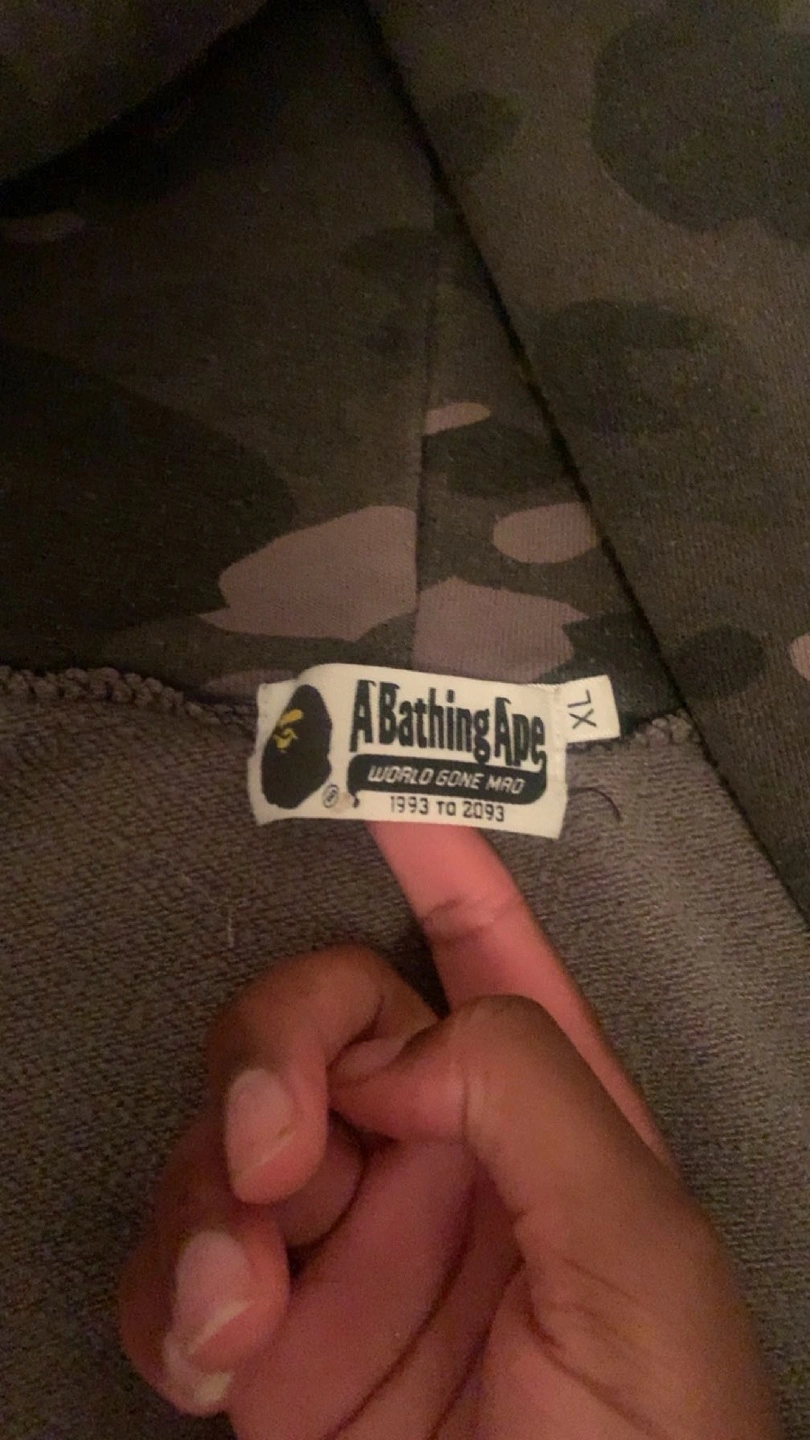 A Bathing Ape
WORLD GONE MAD
®
1993 TO 2093
XL